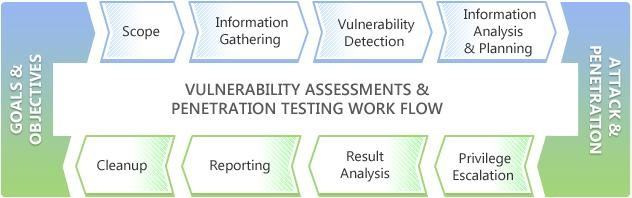 GOALS &
OBJECTIVES
Scope
Information
Gathering
Vulnerability
Detection
Information
Analysis
& Planning
ATTACK &
PENETRATION
VULNERABILITY ASSESSMENTS &
PENETRATION TESTING WORK FLOW
Cleanup
Reporting
Result
Analysis
Privilege
Escalation